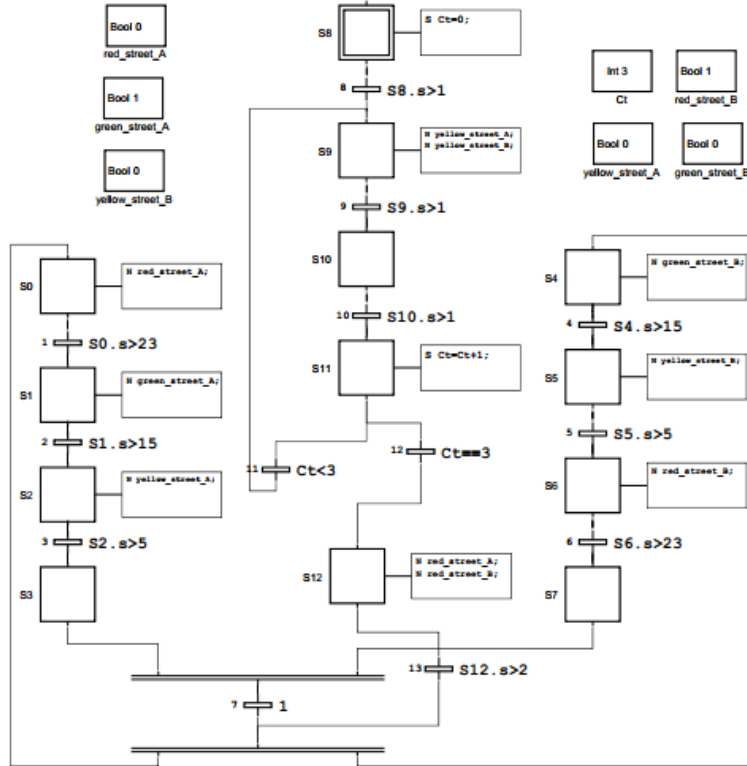 Bool 0
red_street_A
Bool 1
green_street_A
Bool 0
yellow_street_B
S8
S Ct=0;
8 S8.s>1
Int 3
Ct
Bool 1
red_street_B
Bool 0
yellow_street_A
Bool 0
green_street_B
S9
N yellow_street_A;
N yellow_street_B;
9 S9.s>1
S10
10 S10.s>1
S11
S Ct=Ct+1;
11 Ct<3
12 Ct==3
S12
N red_street_A;
N red_street_B;
13 S12.s>2
S0
N red_street_A;
1 S0.s>23
S1
N green_street_A;
2 S1.s>15
S2
N yellow_street_A;
3 S2.s>5
S3
S4
N green_street_B;
4 S4.s>15
S5
N yellow_street_B;
5 S5.s>5
S6
N red_street_B;
6 S6.s>23
S7
7 1